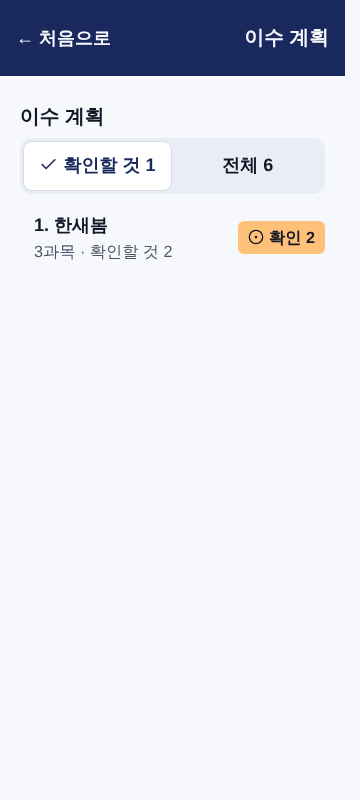 ← 처음으로
이수 계획
이수 계획
확인할 것 1
전체 6
1. 한새봄
3과목 · 확인할 것 2
확인 2